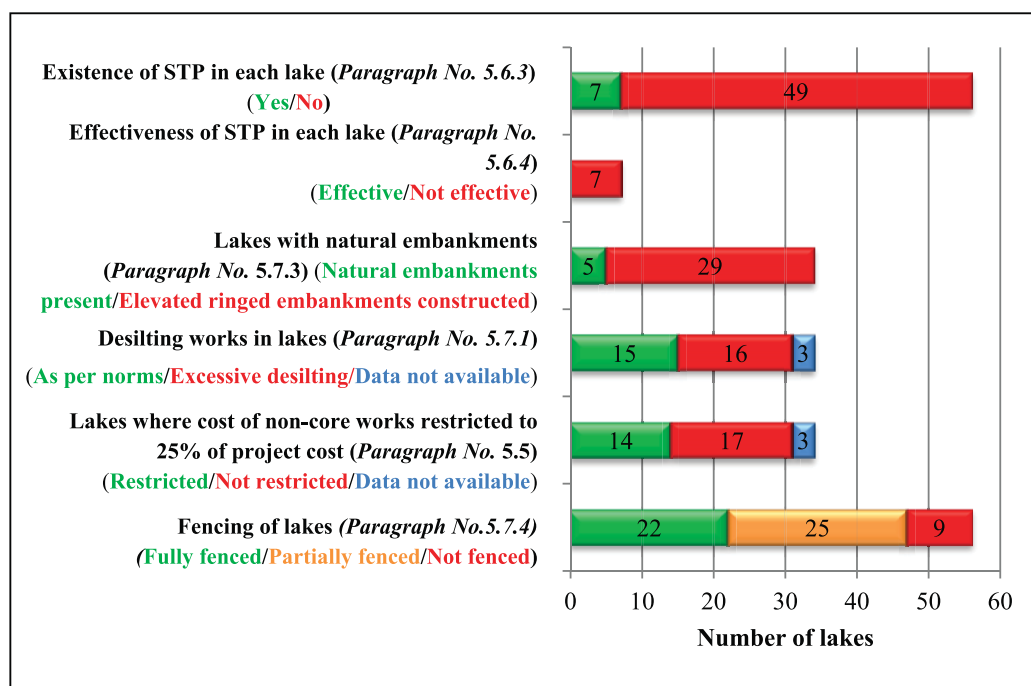 Existence of STP in each lake (Paragraph No. 5.6.3)
(Yes/No)
7 49
Effectiveness of STP in each lake (Paragraph No.
5.6.4)
(Effective/Not effective)
7
Lakes with natural embankments
(Paragraph No. 5.7.3) (Natural embankments
present/Elevated ringed embankments constructed)
5 29
Desilting works in lakes (Paragraph No. 5.7.1)
(As per norms/Excessive desilting/Data not available)
15 16 3
Lakes where cost of non-core works restricted to
25% of project cost (Paragraph No. 5.5)
(Restricted/Not restricted/Data not available)
14 17 3
Fencing of lakes (Paragraph No.5.7.4)
(Fully fenced/Partially fenced/Not fenced)
22 25 9
0 10 20 30 40 50 60
Number of lakes